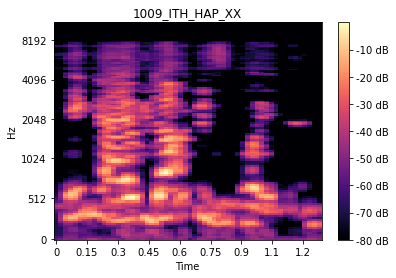 1009_ITH_HAP_XX
8192
4096
2048
1024
512
0
Hz
0 0.15 0.3 0.45 0.6 0.75 0.9 1.1 1.2
Time
-10 dB
-20 dB
-30 dB
-40 dB
-50 dB
-60 dB
-70 dB
-80 dB